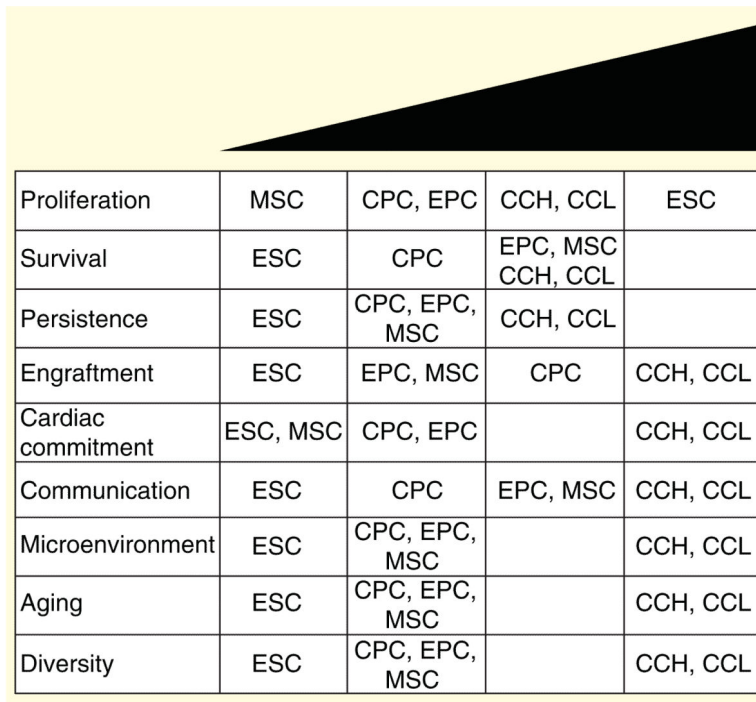 Proliferation MSC CPC, EPC CCH, CCL ESC
Survival ESC CPC EPC, MSC
CCH, CCL
Persistence ESC CPC, EPC,
MSC CCH, CCL
Engraftment ESC EPC, MSC CPC CCH, CCL
Cardiac
commitment ESC, MSC CPC, EPC CCH, CCL
Communication ESC CPC EPC, MSC CCH, CCL
Microenvironment ESC CPC, EPC,
MSC CCH, CCL
Aging ESC CPC, EPC,
MSC CCH, CCL
Diversity ESC CPC, EPC,
MSC CCH, CCL